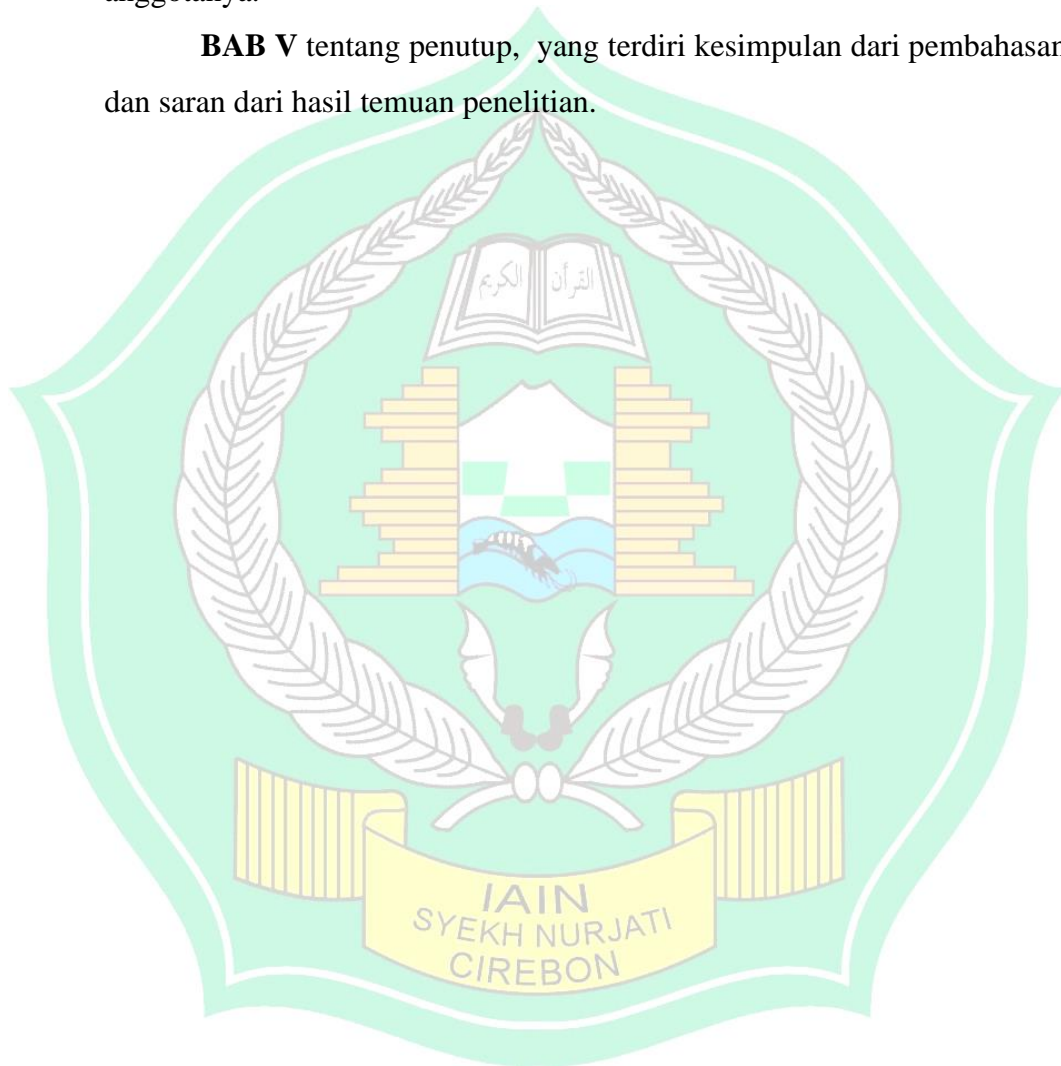 anggotanya.
BAB V tentang penutup, yang terdiri kesimpulan dari pembahasan
dan saran dari hasil temuan penelitian.
القرأن الكريم
IAIN
SYEKH NURJATI
CIREBON